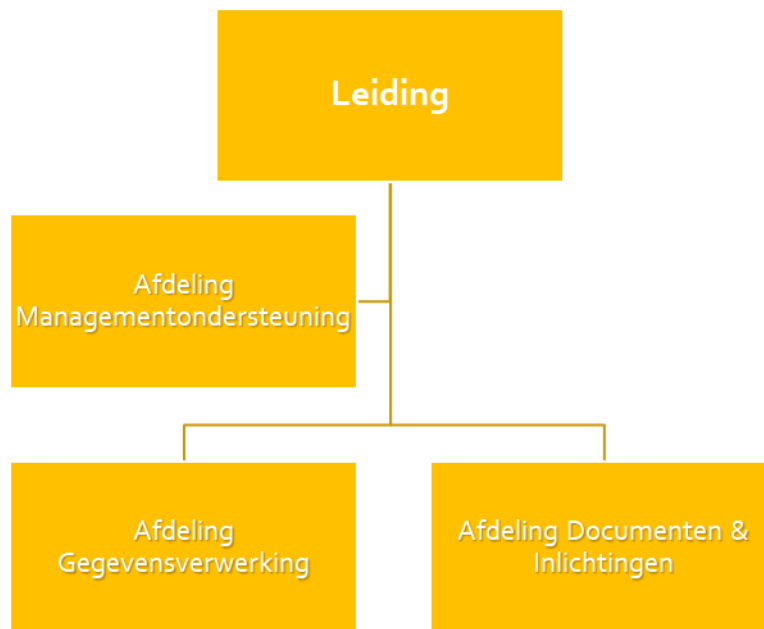 Leiding
Afdeling
Managementondersteuning
Afdeling
Gegevensverwerking
Afdeling Documenten &
Inlichtingen